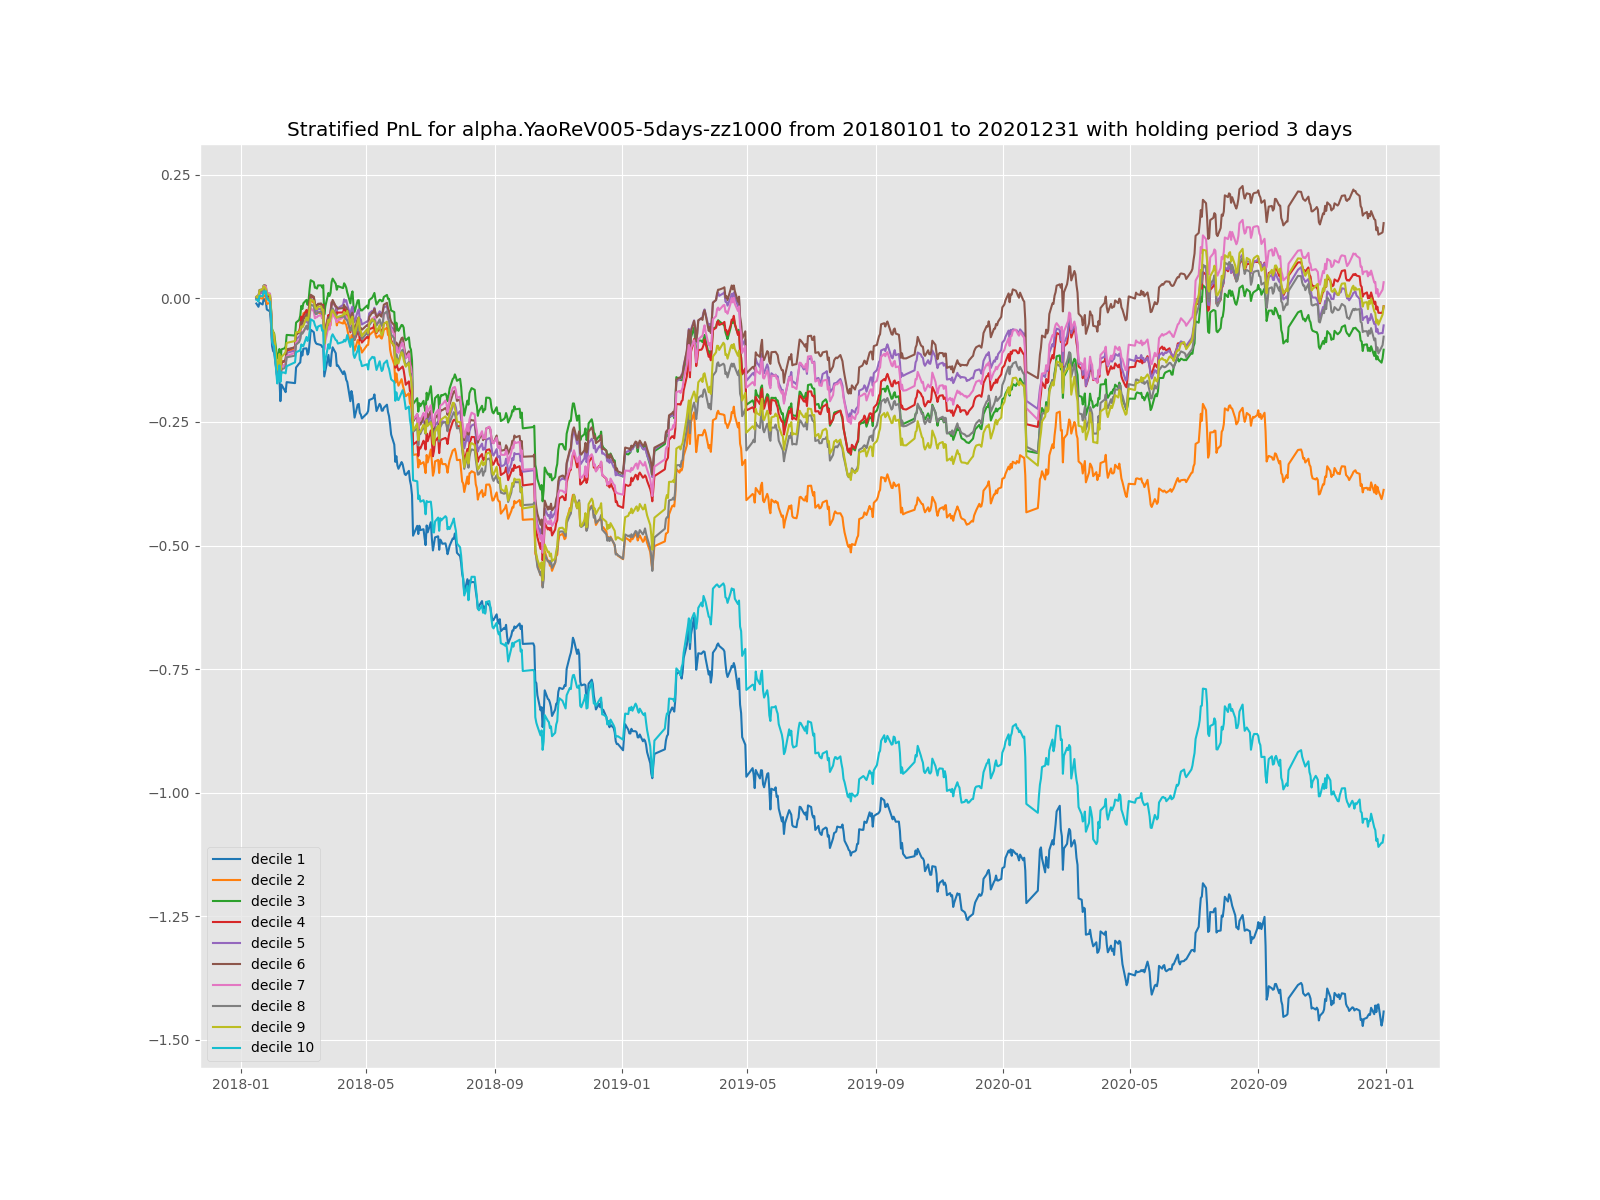 Stratified PnL for alpha.YaoReV005-5days-zz1000 from 20180101 to 20201231 with holding period 3 days
0.25
0.00
−0.25
−0.50
−0.75
−1.00
−1.25
−1.50
decile 1
decile 2
decile 3
decile 4
decile 5
decile 6
decile 7
decile 8
decile 9
decile 10
2018-01 2018-05 2018-09 2019-01 2019-05 2019-09 2020-01 2020-05 2020-09 2021-01